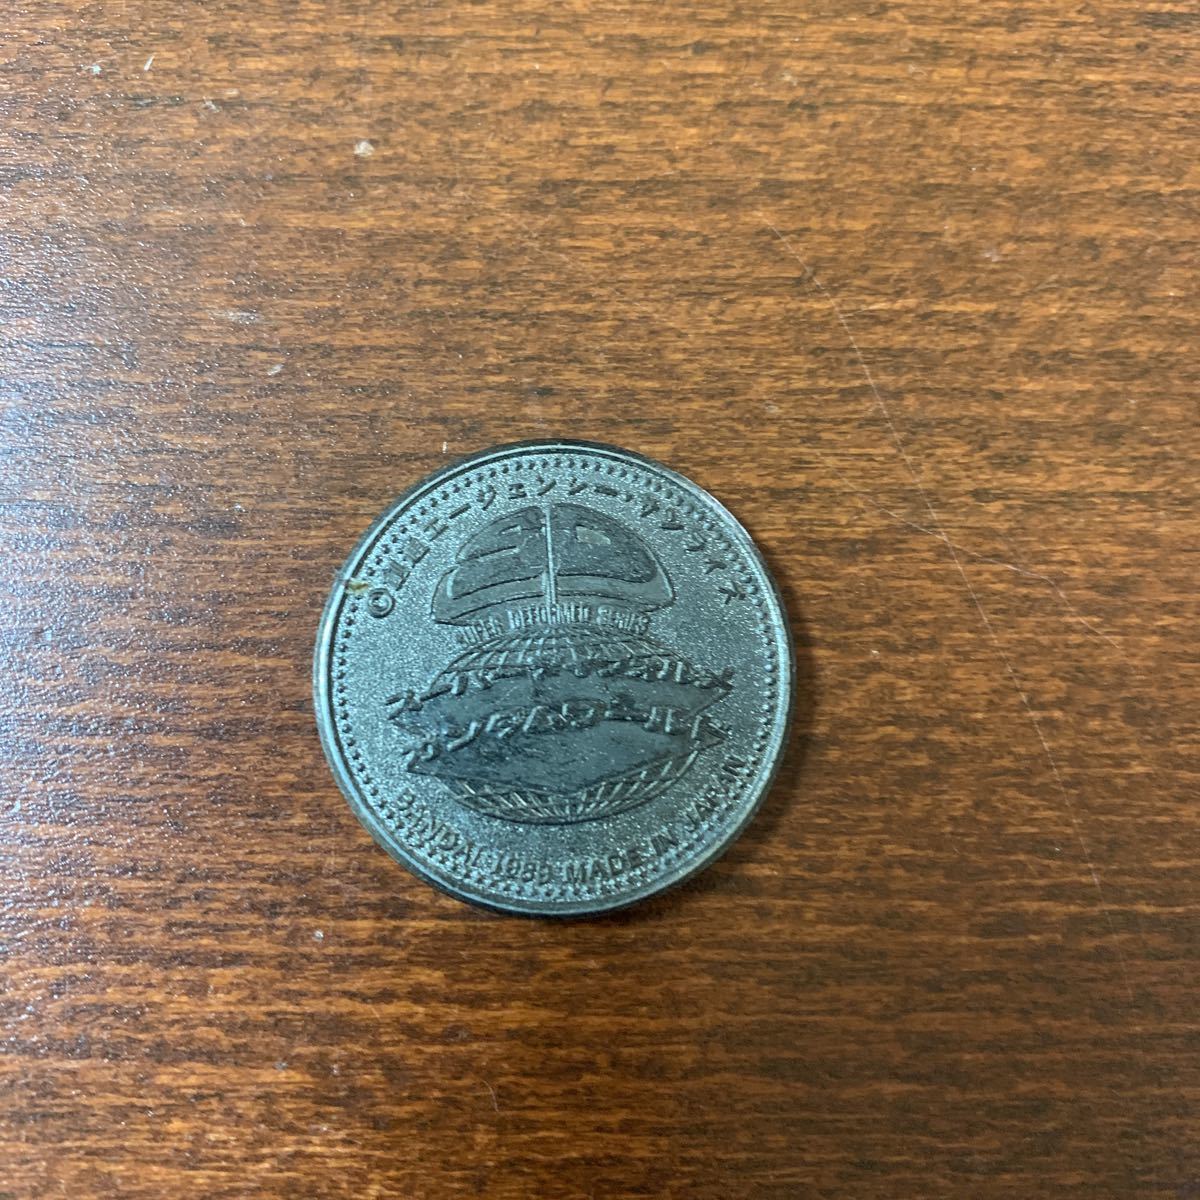 ©創通エージェンシー・サンライズ
SD
SUPER DEFORMED SERIES
スーパーデフォルメ
ガンダムワールド
BANDAI 1989 MADE IN JAPAN